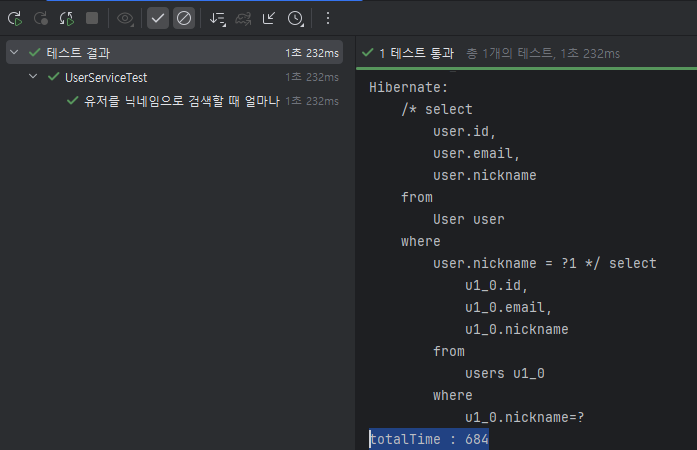 테스트 결과 1초 232ms
UserServiceTest 1초 232ms
유저를 닉네임으로 검색할 때 얼마나 1초 232ms
1 테스트 통과 총 1개의 테스트, 1초 232ms
Hibernate:
/* select
user.id,
user.email,
user.nickname
from
User user
where
user.nickname = ?1 */ select
u1_0.id,
u1_0.email,
u1_0.nickname
from
users u1_0
where
u1_0.nickname=?
totalTime : 684